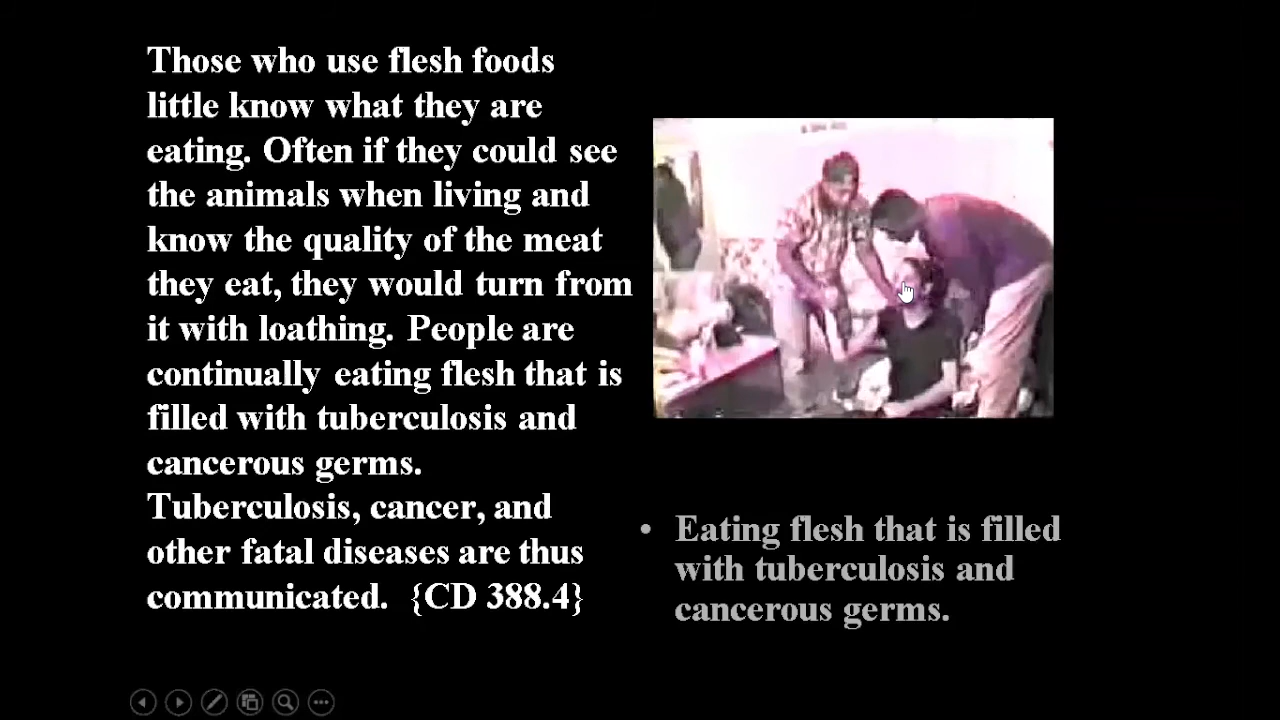 Those who use flesh foods
little know what they are
eating. Often if they could see
the animals when living and
know the quality of the meat
they eat, they would turn from
it with loathing. People are
continually eating flesh that is
filled with tuberculosis and
cancerous germs.
Tuberculosis, cancer, and
other fatal diseases are thus
communicated. {CD 388.4}
• Eating flesh that is filled
with tuberculosis and
cancerous germs.